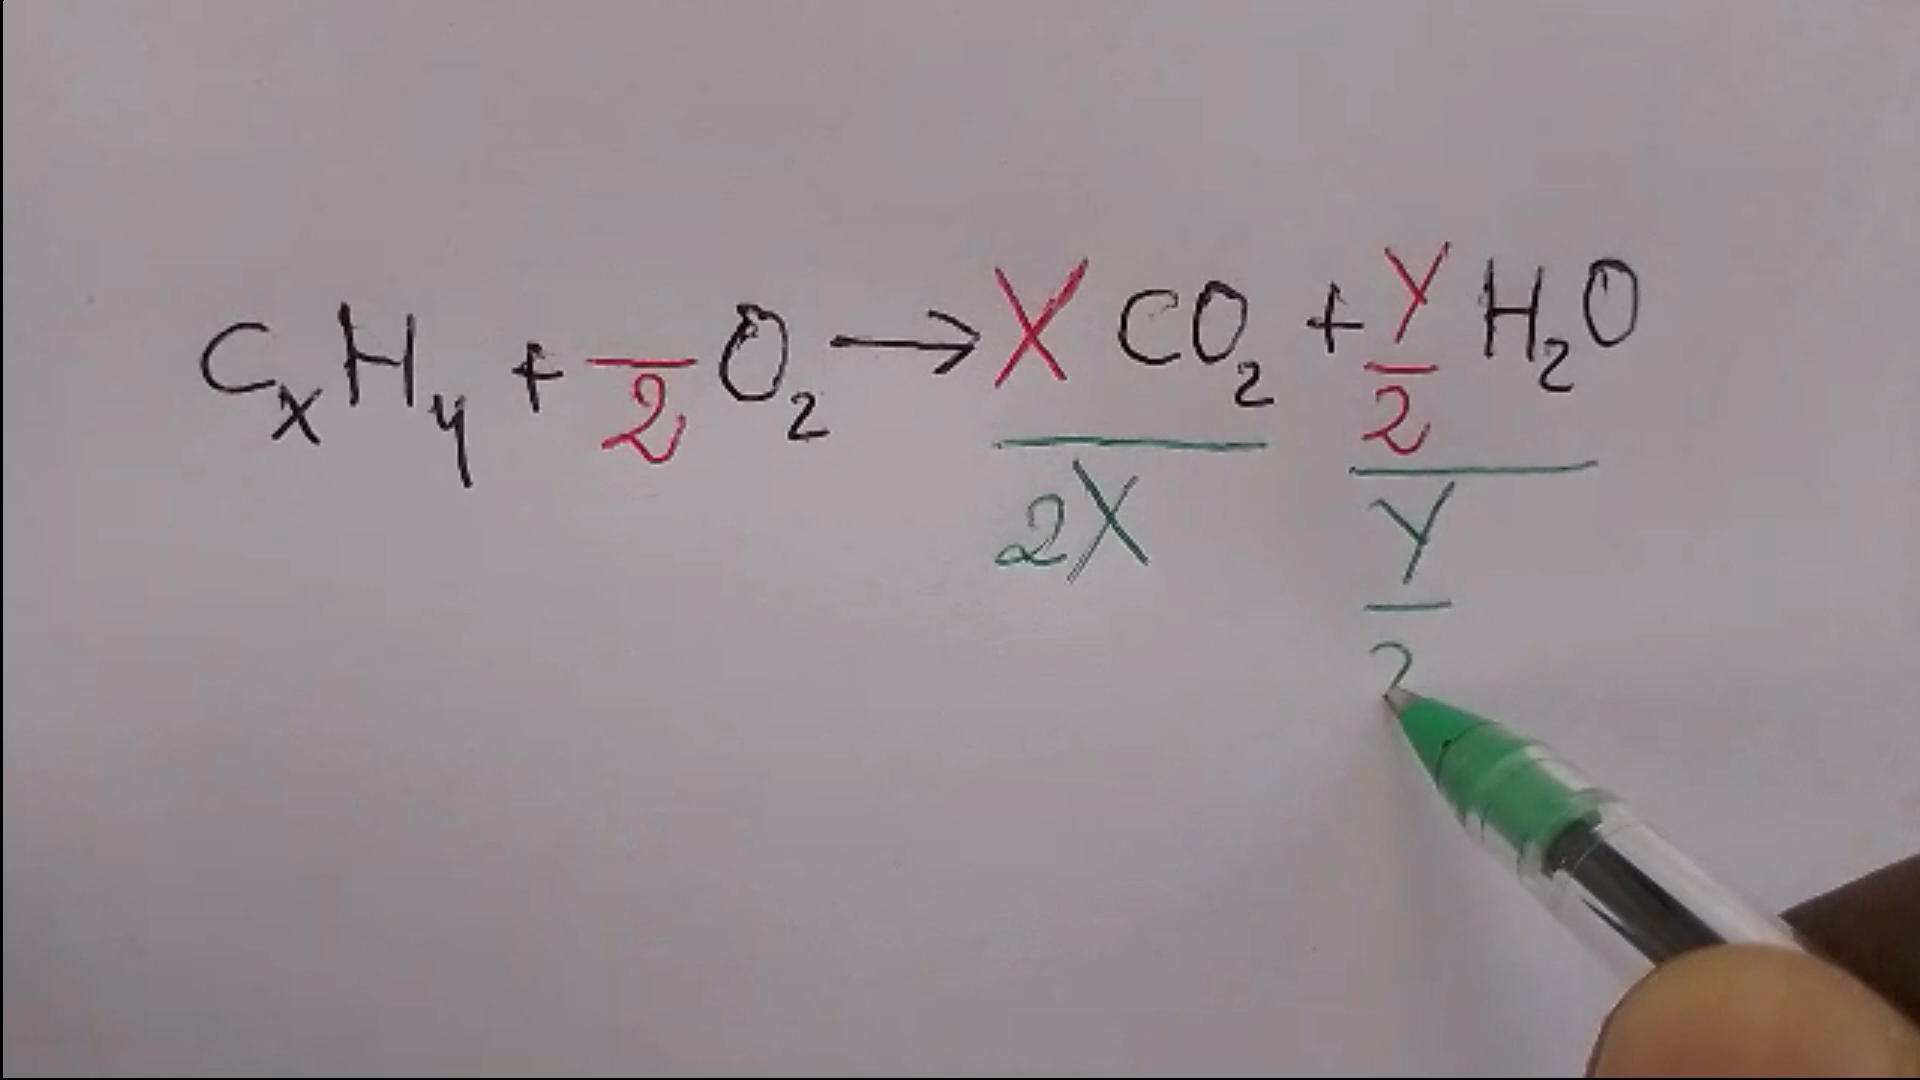 CxHy + —/2 O2 → X CO2 + Y/2 H2O
2X Y/2